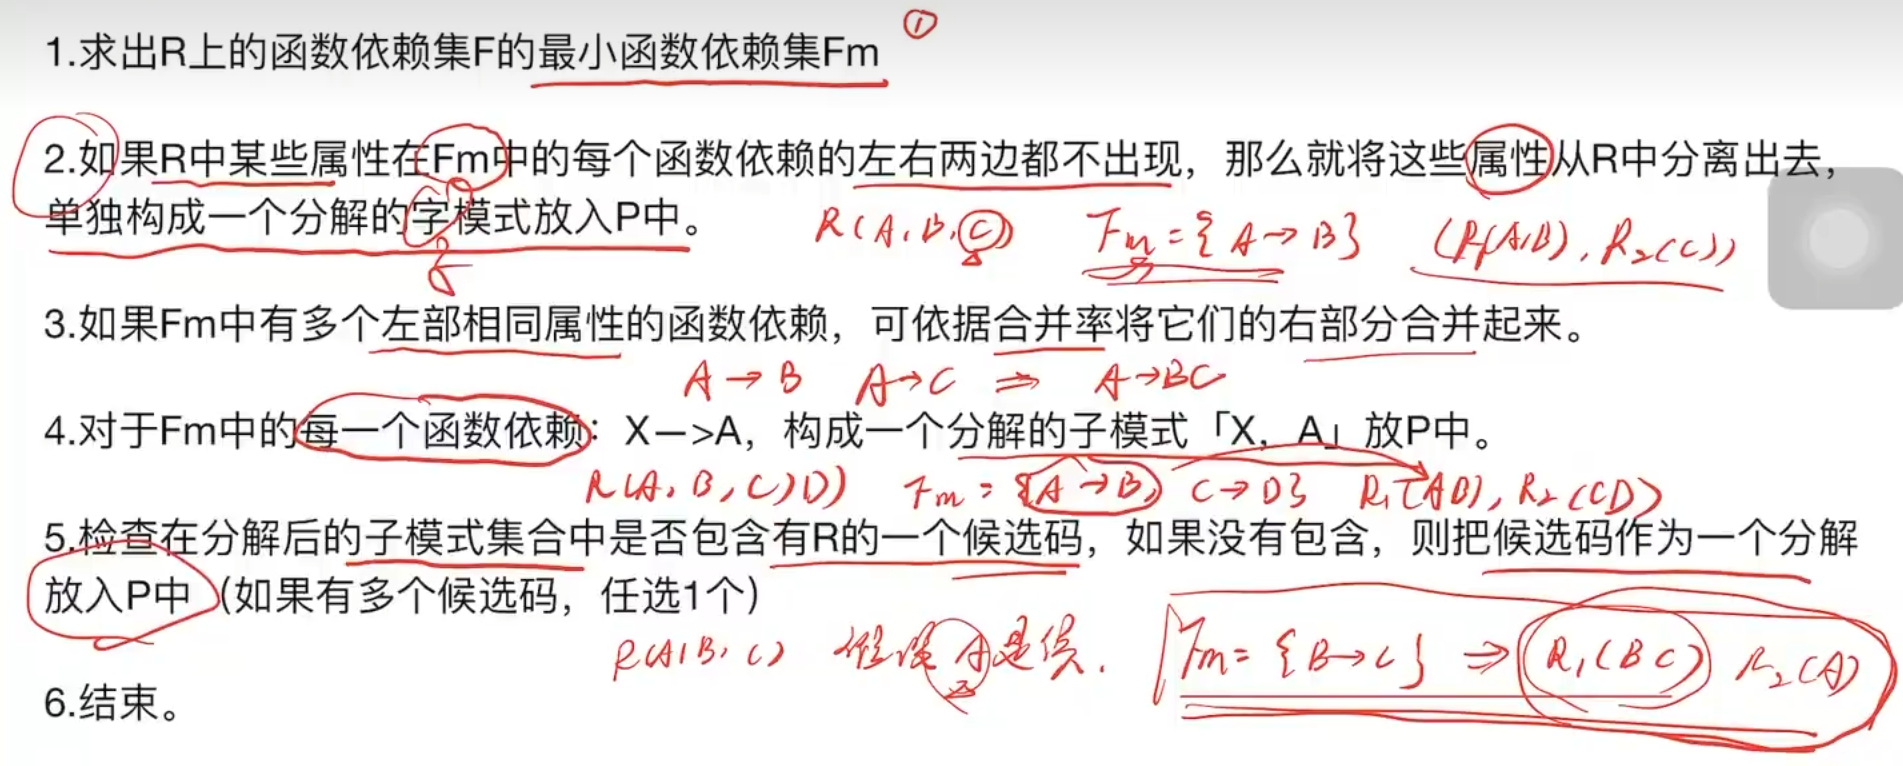 1.求出R上的函数依赖集F的最小函数依赖集Fm ①
2.如果R中某些属性在Fm中的每个函数依赖的左右两边都不出现，那么就将这些属性从R中分离出去，
单独构成一个分解的字模式放入P中。
子 R(A,B,C) Fm={A→B} (R1(A,B),R2(C))
3.如果Fm中有多个左部相同属性的函数依赖，可依据合并率将它们的右部分合并起来。
A→B A→C ⇒ A→BC
4.对于Fm中的每一个函数依赖：X—>A，构成一个分解的子模式「X，A」放P中。
R(A,B,C,D) Fm={A→B, C→D} R1(AB),R2(CD)
5.检查在分解后的子模式集合中是否包含有R的一个候选码，如果没有包含，则把候选码作为一个分解
放入P中（如果有多个候选码，任选1个）
R(A,B,C) 假设A是侯. Fm={B→C} ⇒ R1(BC) R2(A)
6.结束。